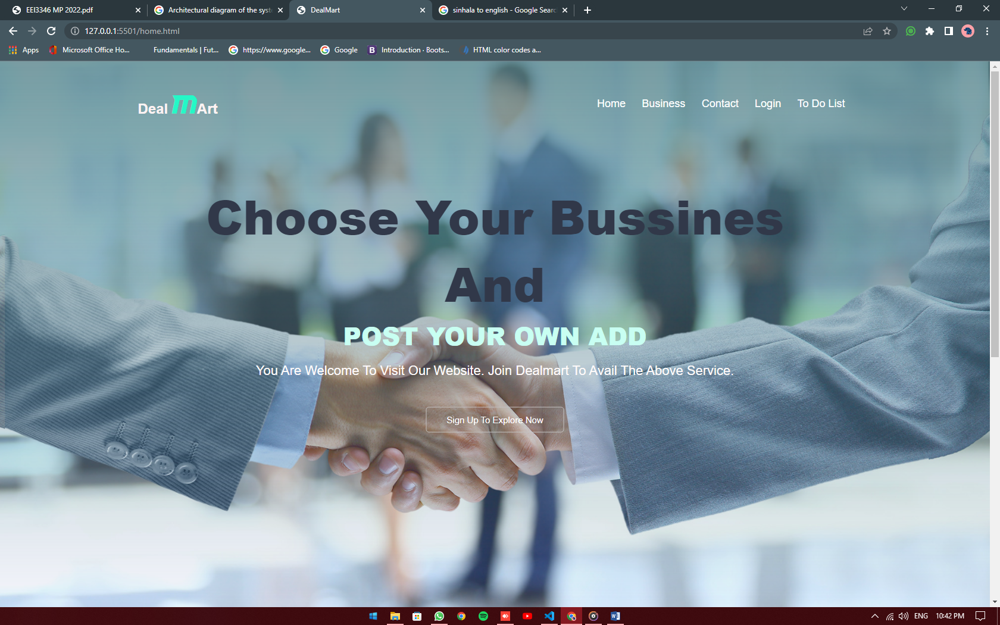 EEI3346 MP 2022.pdf
Architectural diagram of the syst
DealMart
sinhala to english - Google Searc
127.0.0.1:5501/home.html
Apps
Microsoft Office Ho...
Fundamentals | Fut...
https://www.google...
Google
B
Introduction · Boots...
HTML color codes a...
Deal MArt
Home
Business
Contact
Login
To Do List
Choose Your Bussines
And
POST YOUR OWN ADD
You Are Welcome To Visit Our Website. Join Dealmart To Avail The Above Service.
Sign Up To Explore Now
ENG
10:42 PM